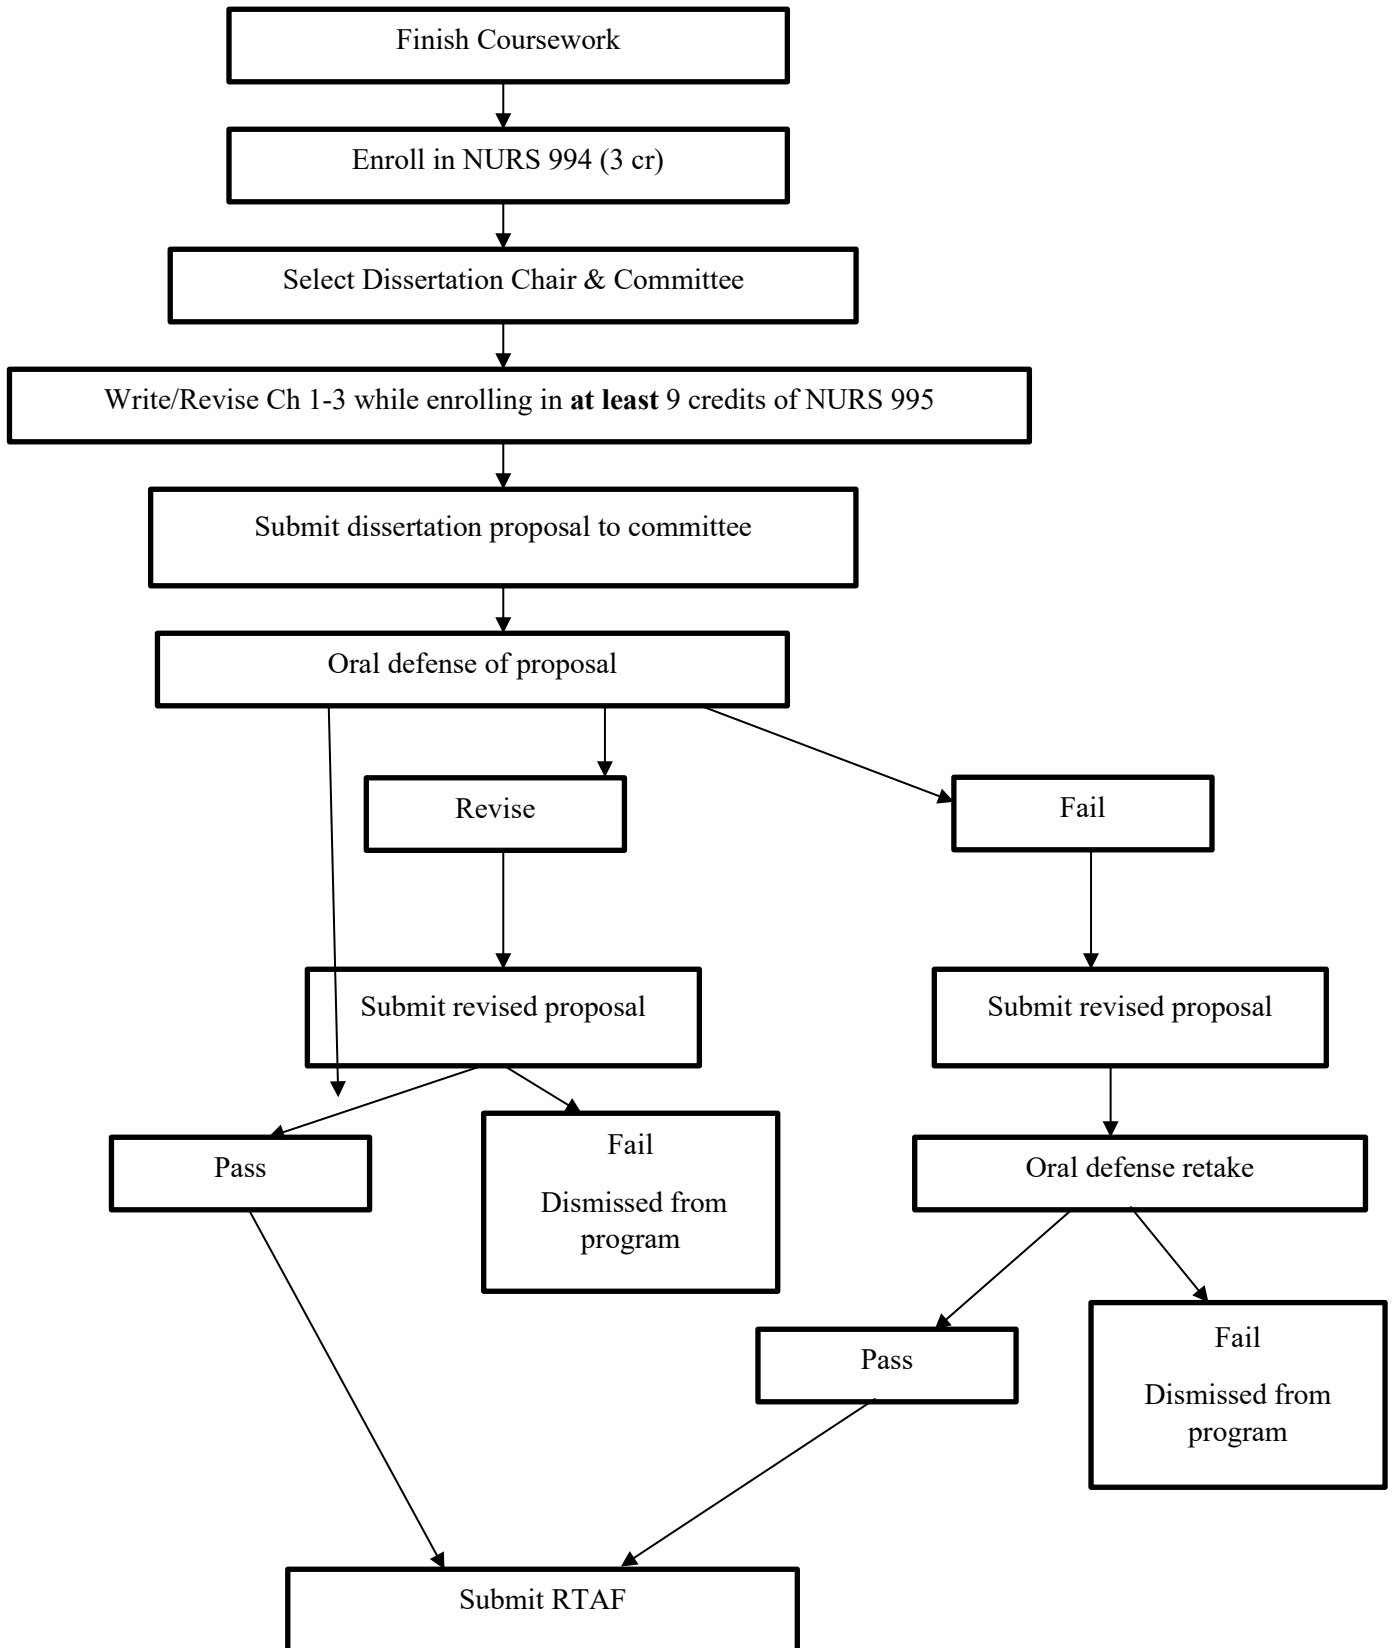 Finish Coursework
Enroll in NURS 994 (3 cr)
Select Dissertation Chair & Committee
Write/Revise Ch 1-3 while enrolling in at least 9 credits of NURS 995
Submit dissertation proposal to committee
Oral defense of proposal
Revise
Fail
Submit revised proposal
Submit revised proposal
Pass
Fail
Dismissed from
program
Oral defense retake
Pass
Fail
Dismissed from
program
Submit RTAF